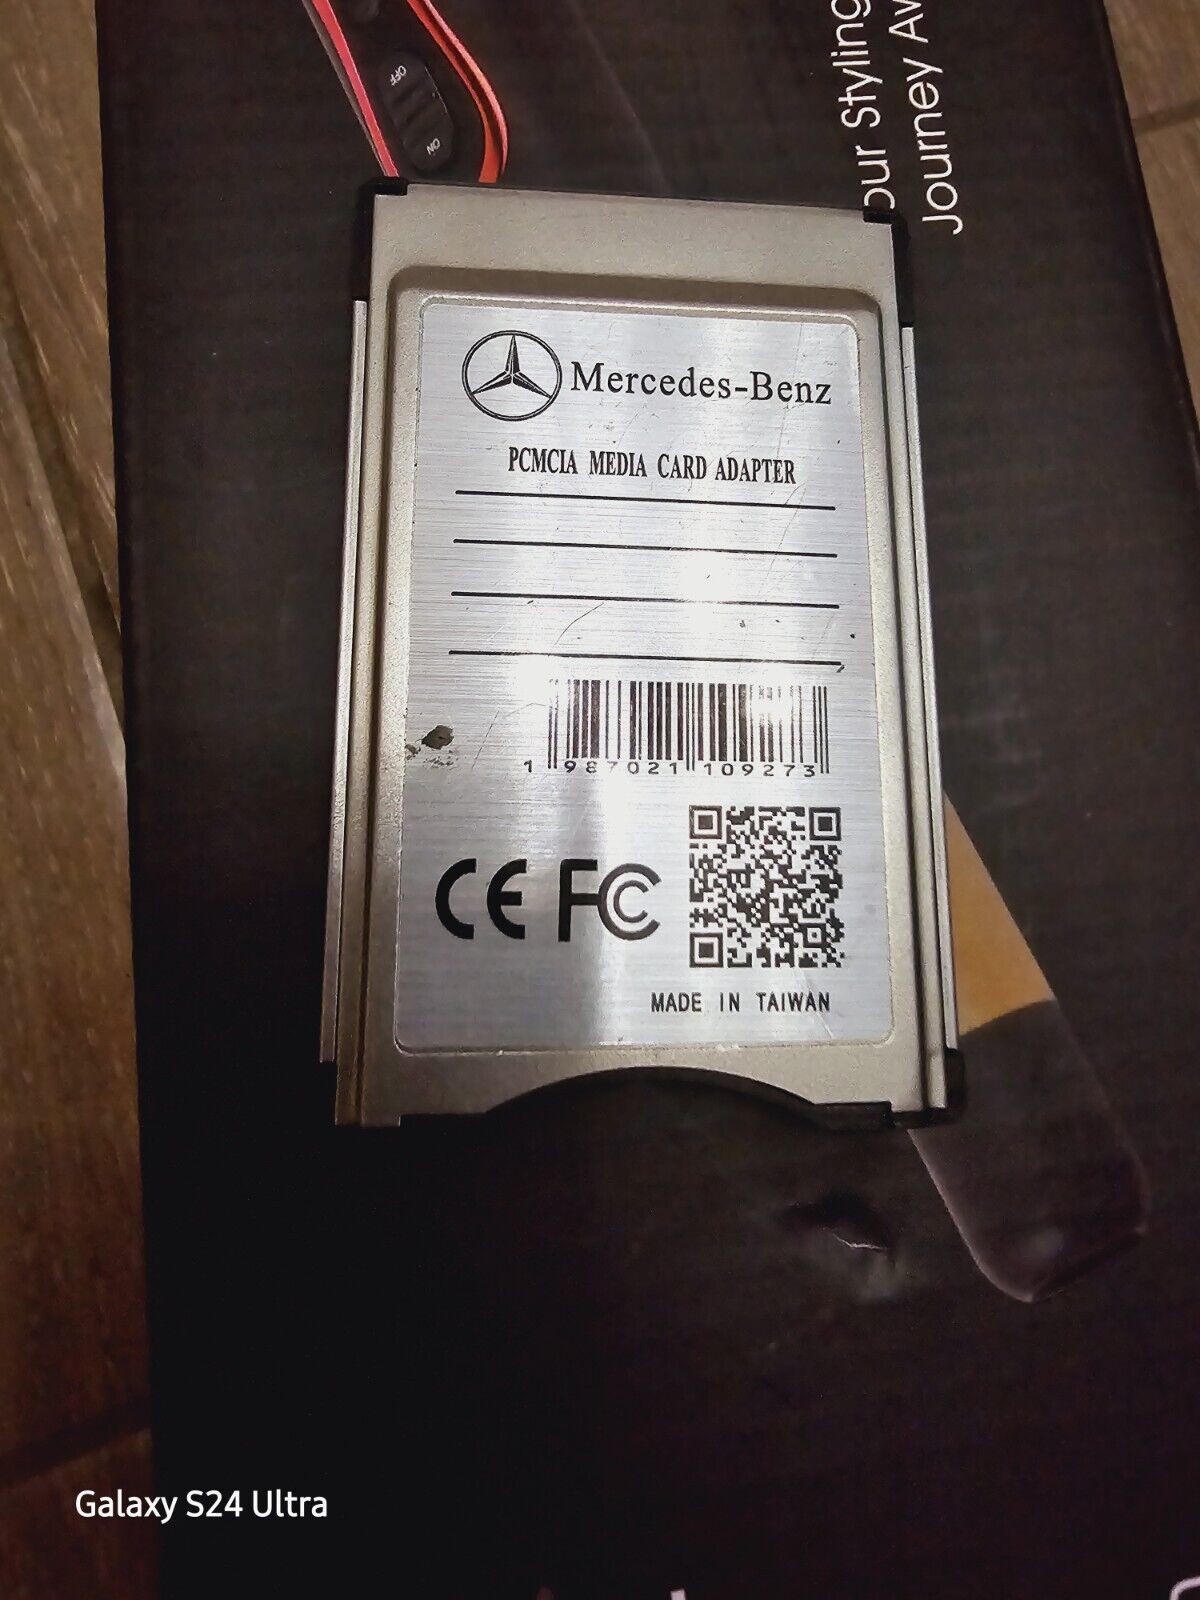 OFF
ON
our Styling
Journey Aw
Mercedes-Benz
PCMCIA MEDIA CARD ADAPTER
1 987021 109273
CE FC
MADE IN TAIWAN
Galaxy S24 Ultra